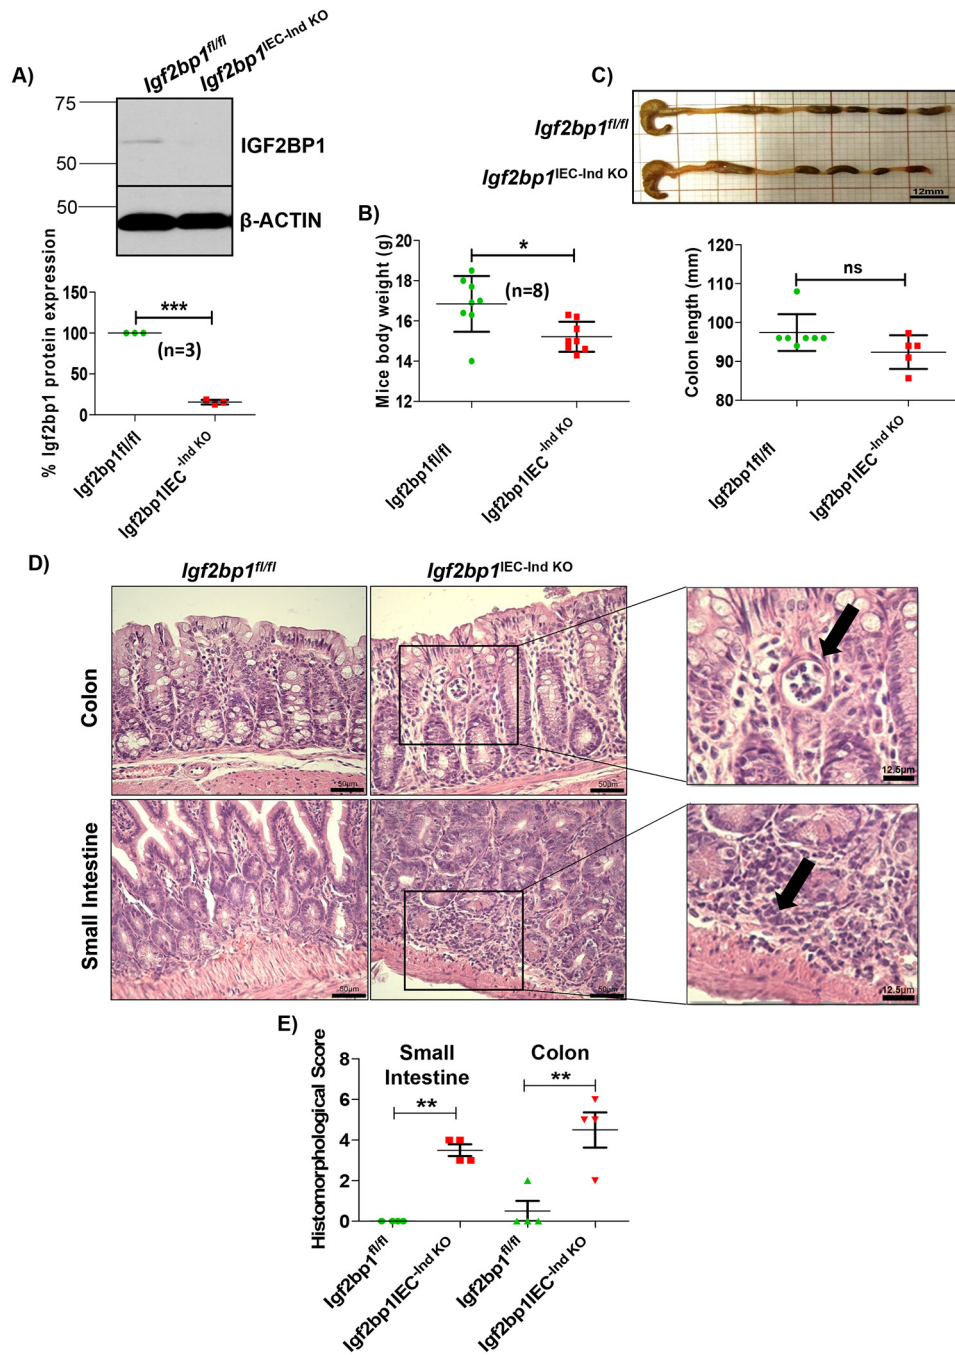 A)
Igf2bp1fl/fl
Igf2bp1IEC-Ind KO
75
50
50
IGF2BP1
β-ACTIN
% Igf2bp1 protein expression
150
100
50
0
***
(n=3)
Igf2bp1fl/fl
Igf2bp1IEC-Ind KO
B)
Mice body weight (g)
20
18
16
14
12
*
(n=8)
Igf2bp1fl/fl
Igf2bp1IEC-Ind KO
C)
Igf2bp1fl/fl
Igf2bp1IEC-Ind KO
12mm
Colon length (mm)
120
110
100
90
80
ns
Igf2bp1fl/fl
Igf2bp1IEC-Ind KO
D)
Igf2bp1fl/fl
Igf2bp1IEC-Ind KO
Colon
50µm
50µm
12.5µm
Small Intestine
50µm
50µm
12.5µm
E)
Histomorphological Score
8
6
4
2
0
Small
Intestine
**
Colon
**
Igf2bp1fl/fl
Igf2bp1IEC-Ind KO
Igf2bp1fl/fl
Igf2bp1IEC-Ind KO